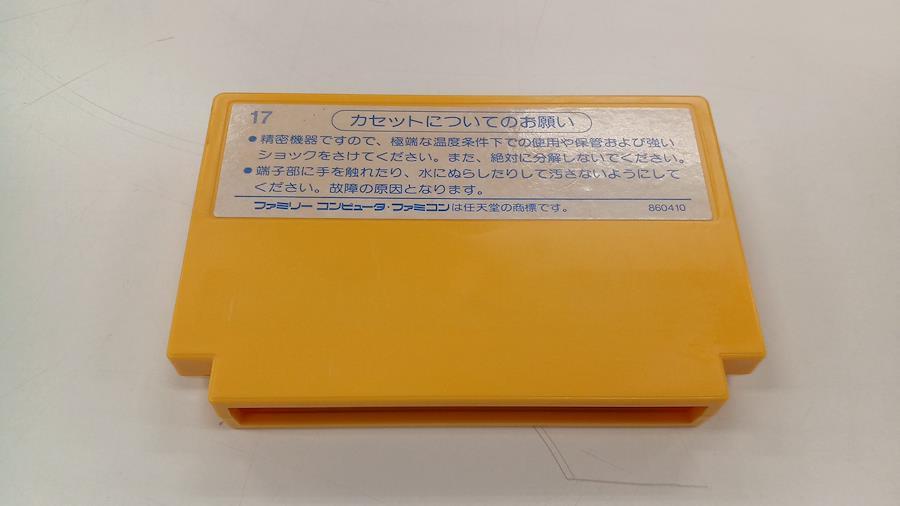 17
カセットについてのお願い
●精密機器ですので、極端な温度条件下での使用や保管および強い
ショックをさけてください。また、絶対に分解しないでください。
●端子部に手を触れたり、水にぬらしたりして汚さないようにして
ください。故障の原因となります。
ファミリー コンピュータ・ファミコンは任天堂の商標です。 860410